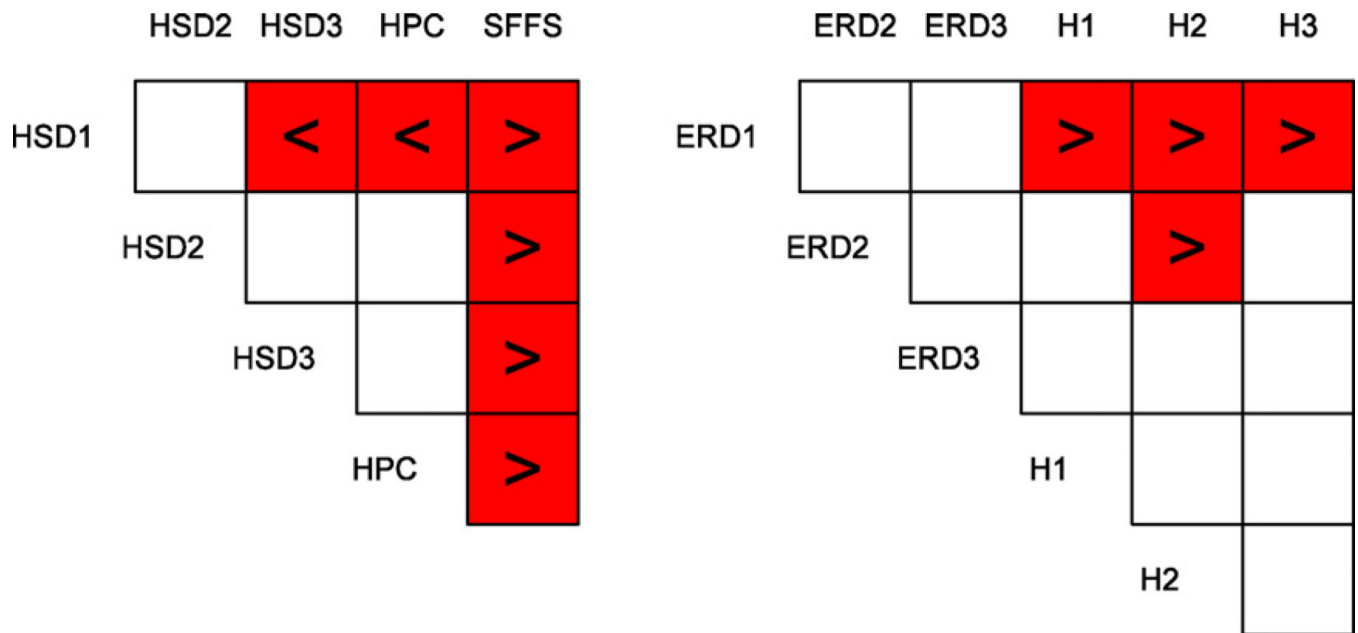 HSD2 HSD3 HPC SFFS
HSD1 < < >
HSD2 >
HSD3 >
HPC >
ERD2 ERD3 H1 H2 H3
ERD1 > > >
ERD2 >
ERD3
H1
H2